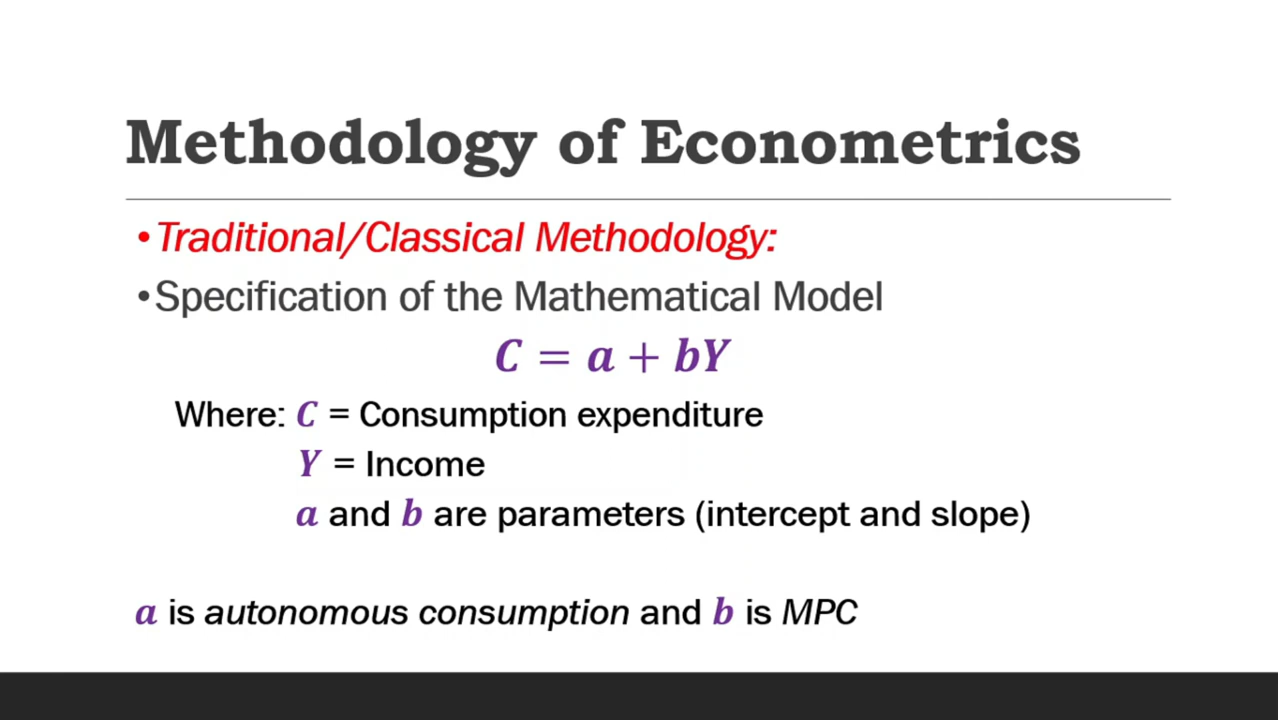 Methodology of Econometrics
•Traditional/Classical Methodology:
•Specification of the Mathematical Model
C = a + bY
Where: C = Consumption expenditure
Y = Income
a and b are parameters (intercept and slope)
a is autonomous consumption and b is MPC